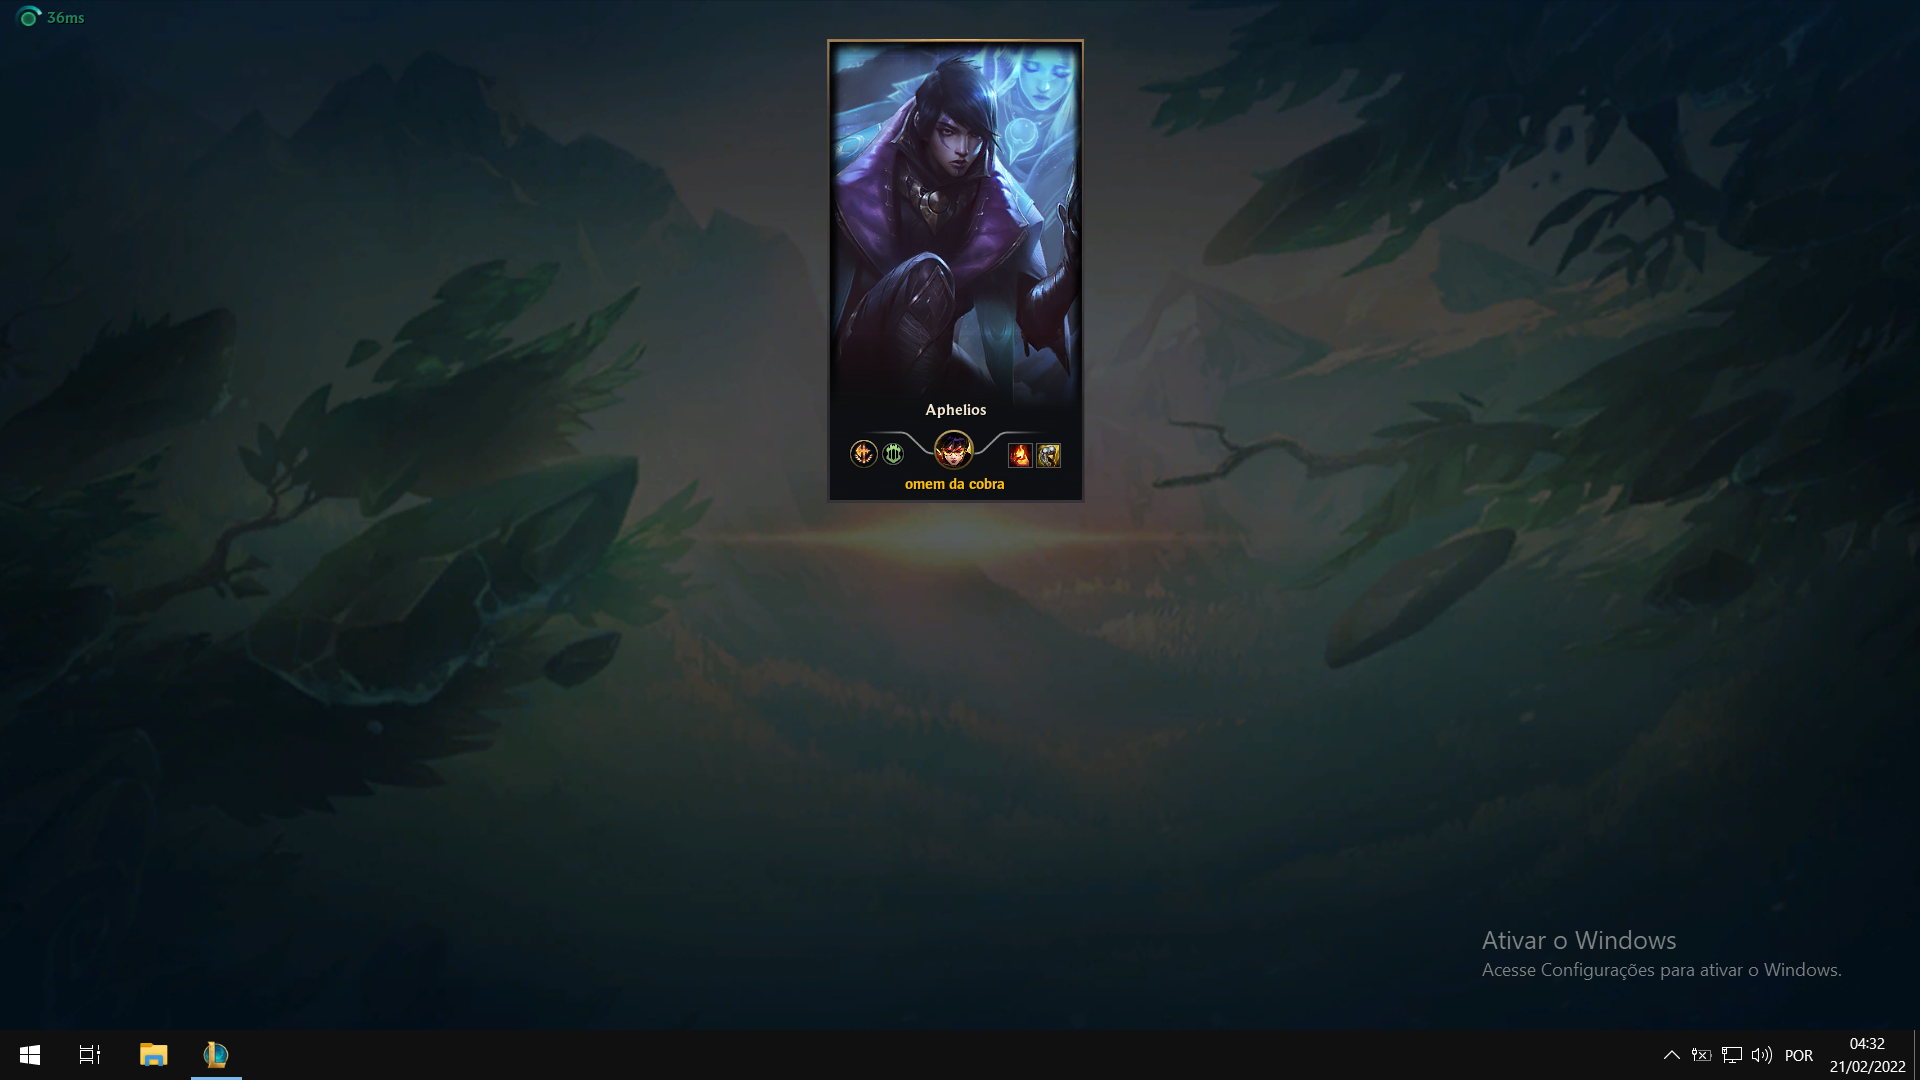 36ms
Aphelios
omem da cobra
Ativar o Windows
Acesse Configurações para ativar o Windows.
POR
04:32
21/02/2022